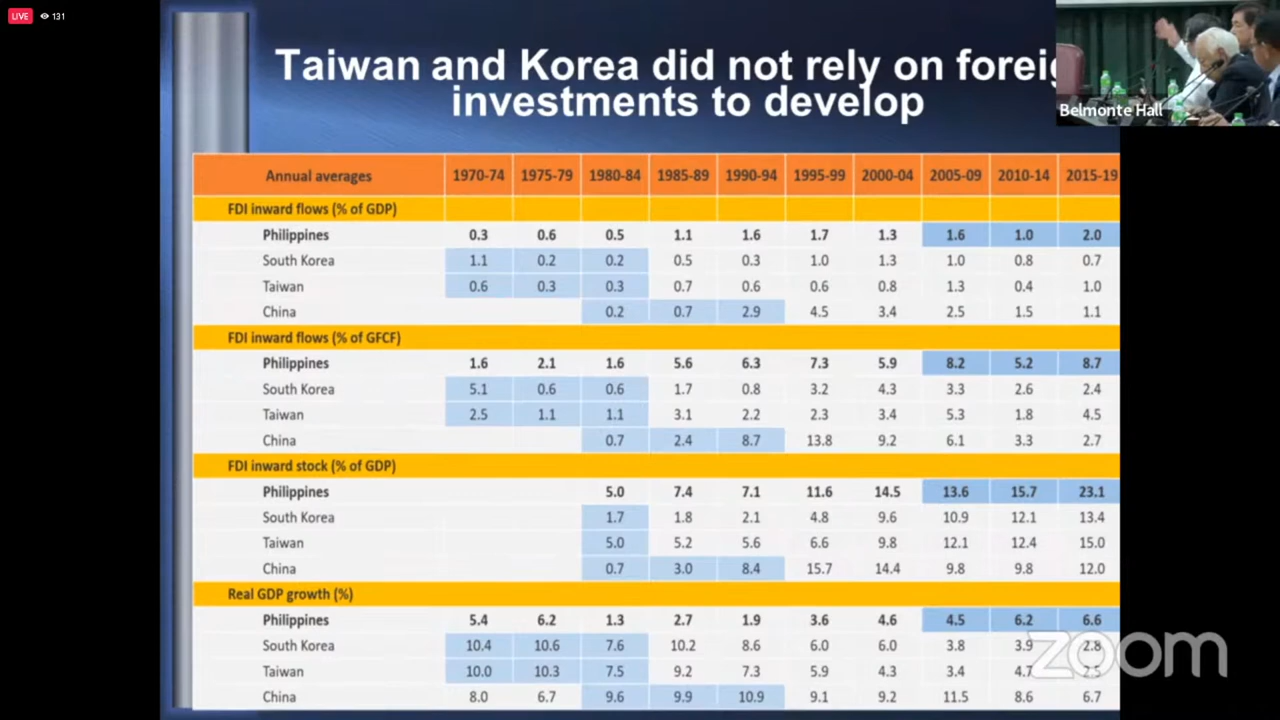 LIVE 131
Taiwan and Korea did not rely on foreig
investments to develop
Belmonte Hall
Annual averages 1970-74 1975-79 1980-84 1985-89 1990-94 1995-99 2000-04 2005-09 2010-14 2015-19
FDI inward flows (% of GDP)
Philippines 0.3 0.6 0.5 1.1 1.6 1.7 1.3 1.6 1.0 2.0
South Korea 1.1 0.2 0.2 0.5 0.3 1.0 1.3 1.0 0.8 0.7
Taiwan 0.6 0.3 0.3 0.7 0.6 0.6 0.8 1.3 0.4 1.0
China 0.2 0.7 2.9 4.5 3.4 2.5 1.5 1.1
FDI inward flows (% of GFCF)
Philippines 1.6 2.1 1.6 5.6 6.3 7.3 5.9 8.2 5.2 8.7
South Korea 5.1 0.6 0.6 1.7 0.8 3.2 4.3 3.3 2.6 2.4
Taiwan 2.5 1.1 1.1 3.1 2.2 2.3 3.4 5.3 1.8 4.5
China 0.7 2.4 8.7 13.8 9.2 6.1 3.3 2.7
FDI inward stock (% of GDP)
Philippines 5.0 7.4 7.1 11.6 14.5 13.6 15.7 23.1
South Korea 1.7 1.8 2.1 4.8 9.6 10.9 12.1 13.4
Taiwan 5.0 5.2 5.6 6.6 9.8 12.1 12.4 15.0
China 0.7 3.0 8.4 15.7 14.4 9.8 9.8 12.0
Real GDP growth (%)
Philippines 5.4 6.2 1.3 2.7 1.9 3.6 4.6 4.5 6.2 6.6
South Korea 10.4 10.6 7.6 10.2 8.6 6.0 6.0 3.8 3.9 2.8
Taiwan 10.0 10.3 7.5 9.2 7.3 5.9 4.3 3.4 4.7
China 8.0 6.7 9.6 9.9 10.9 9.1 9.2 11.5 8.6 6.7
zoom